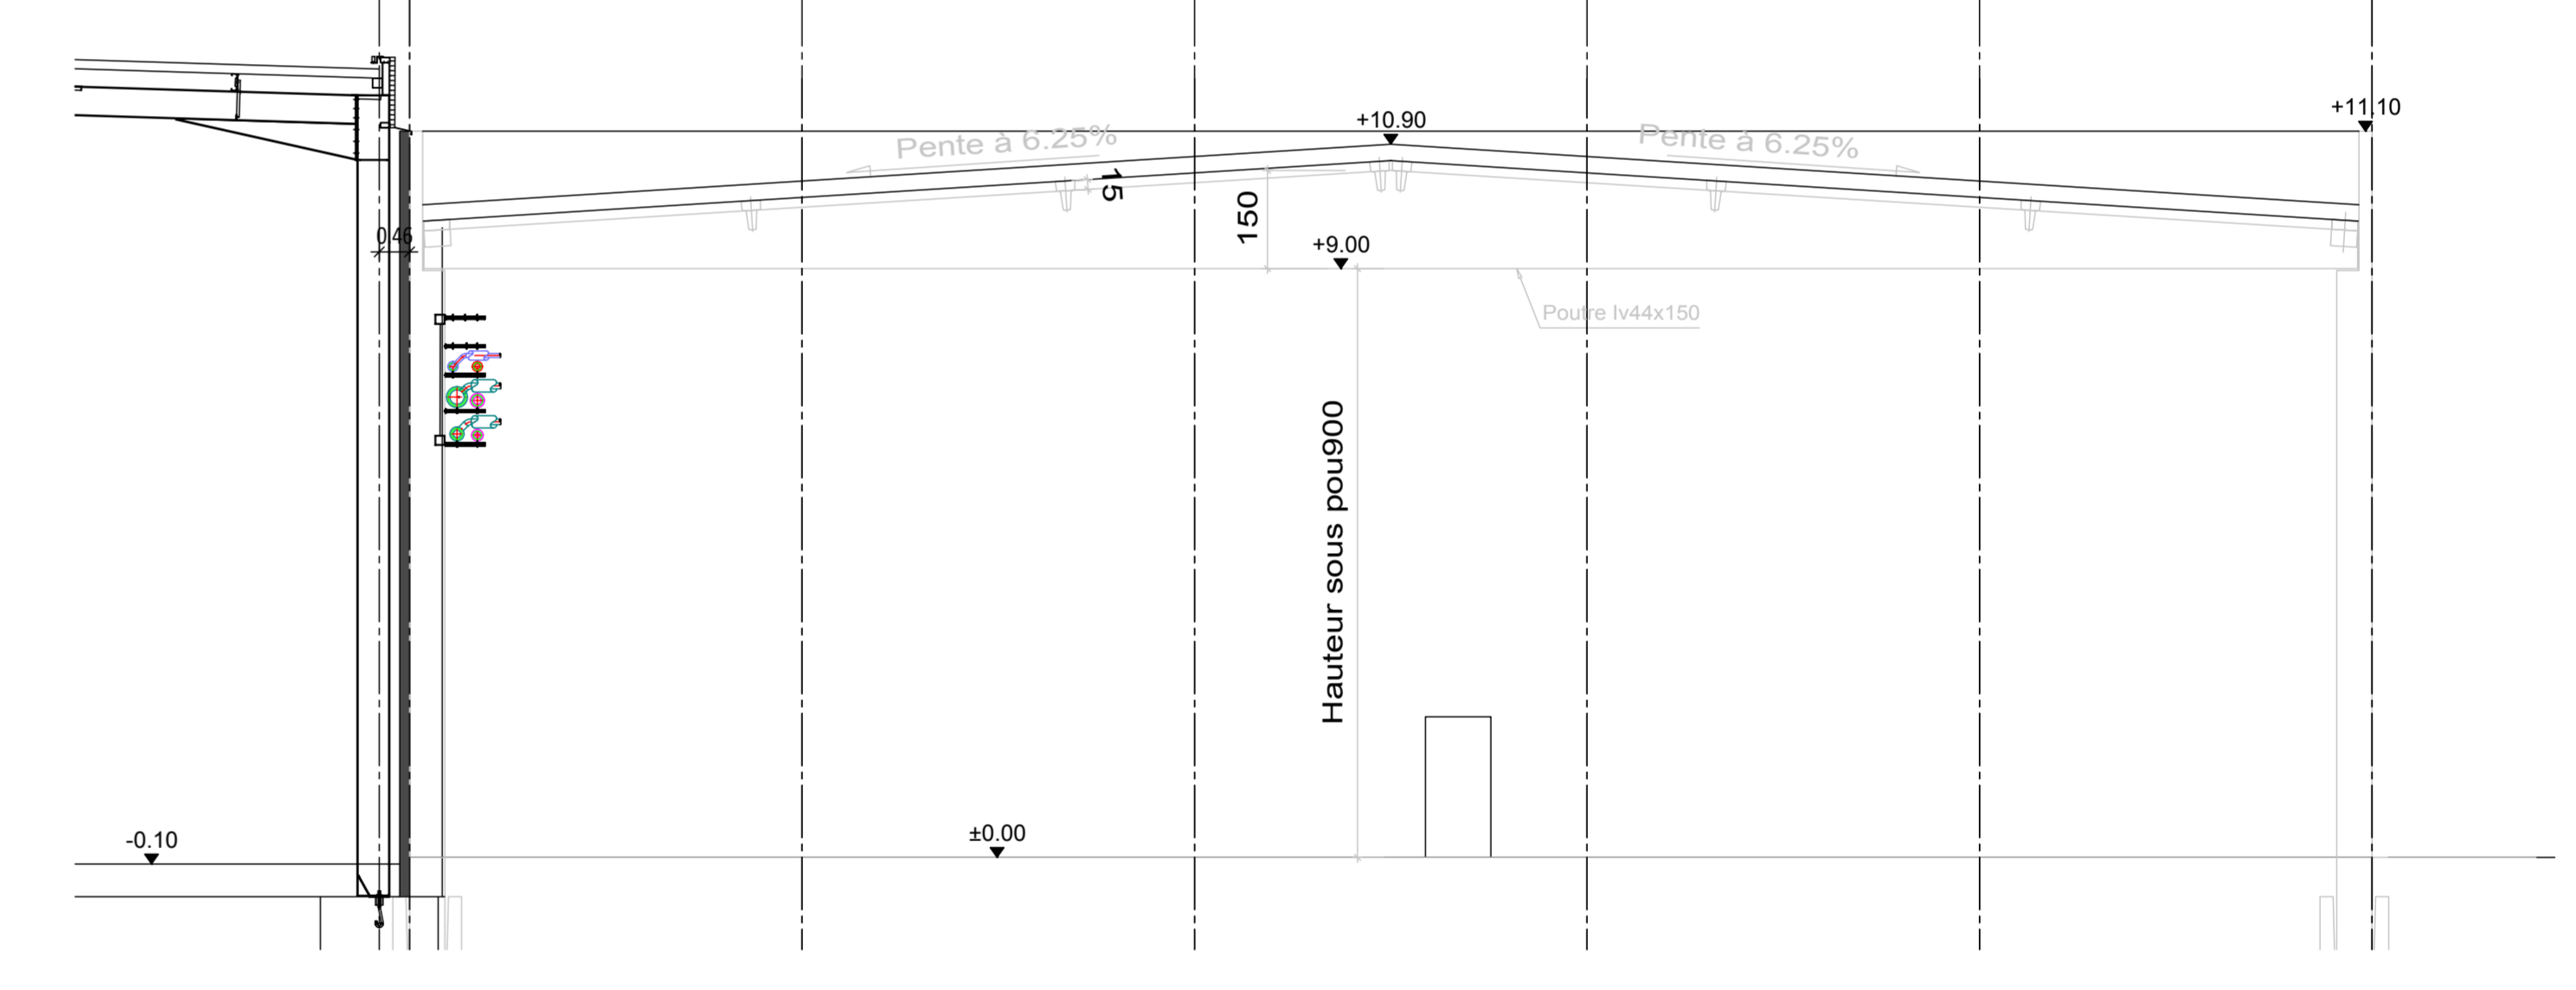 +11.10
+10.90
Pente à 6.25%
Pente à 6.25%
15
150
0.46
+9.00
Poutre Iv44x150
Hauteur sous pou900
-0.10
±0.00